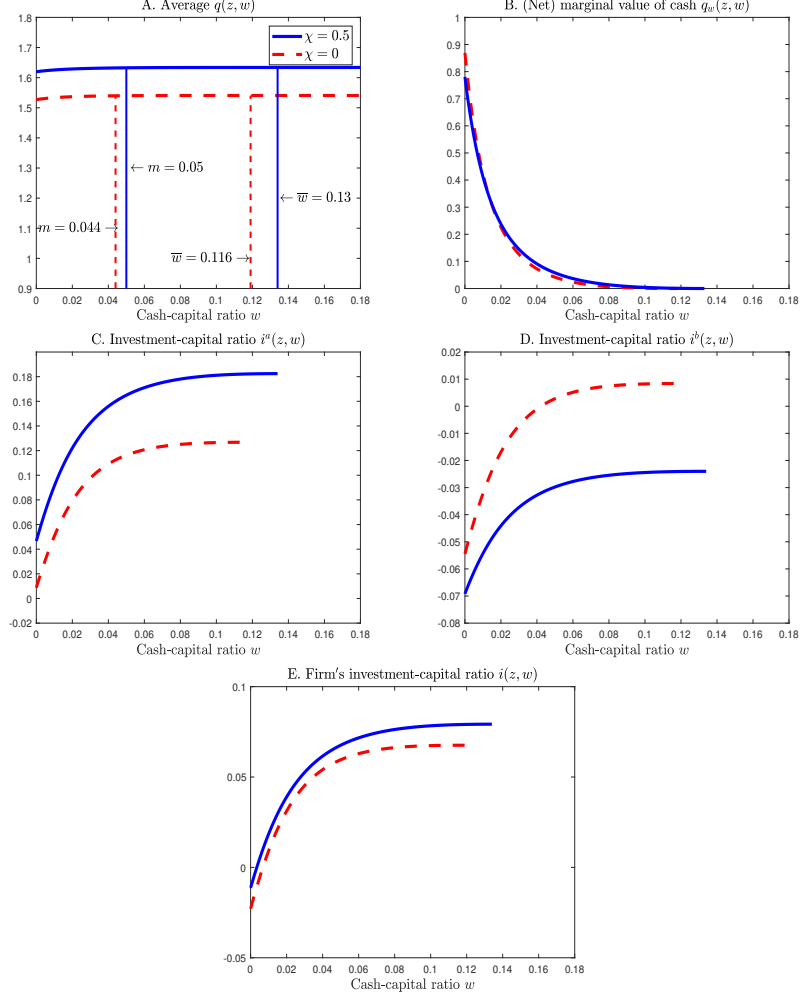 A. Average q(z, w)
χ = 0.5
χ = 0
1.8
1.7
1.6
1.5
1.4
1.3
1.2
1.1
1
0.9
← m = 0.05
← w̅ = 0.13
m = 0.044 →
w̅ = 0.116 →
0 0.02 0.04 0.06 0.08 0.1 0.12 0.14 0.16 0.18
Cash-capital ratio w
B. (Net) marginal value of cash q_w(z, w)
1
0.9
0.8
0.7
0.6
0.5
0.4
0.3
0.2
0.1
0
0 0.02 0.04 0.06 0.08 0.1 0.12 0.14 0.16 0.18
Cash-capital ratio w
C. Investment-capital ratio i^a(z, w)
0.18
0.16
0.14
0.12
0.1
0.08
0.06
0.04
0.02
0
-0.02
0 0.02 0.04 0.06 0.08 0.1 0.12 0.14 0.16 0.18
Cash-capital ratio w
D. Investment-capital ratio i^b(z, w)
0.02
0.01
0
-0.01
-0.02
-0.03
-0.04
-0.05
-0.06
-0.07
-0.08
0 0.02 0.04 0.06 0.08 0.1 0.12 0.14 0.16 0.18
Cash-capital ratio w
E. Firm's investment-capital ratio i(z, w)
0.1
0.05
0
-0.05
0 0.02 0.04 0.06 0.08 0.1 0.12 0.14 0.16 0.18
Cash-capital ratio w